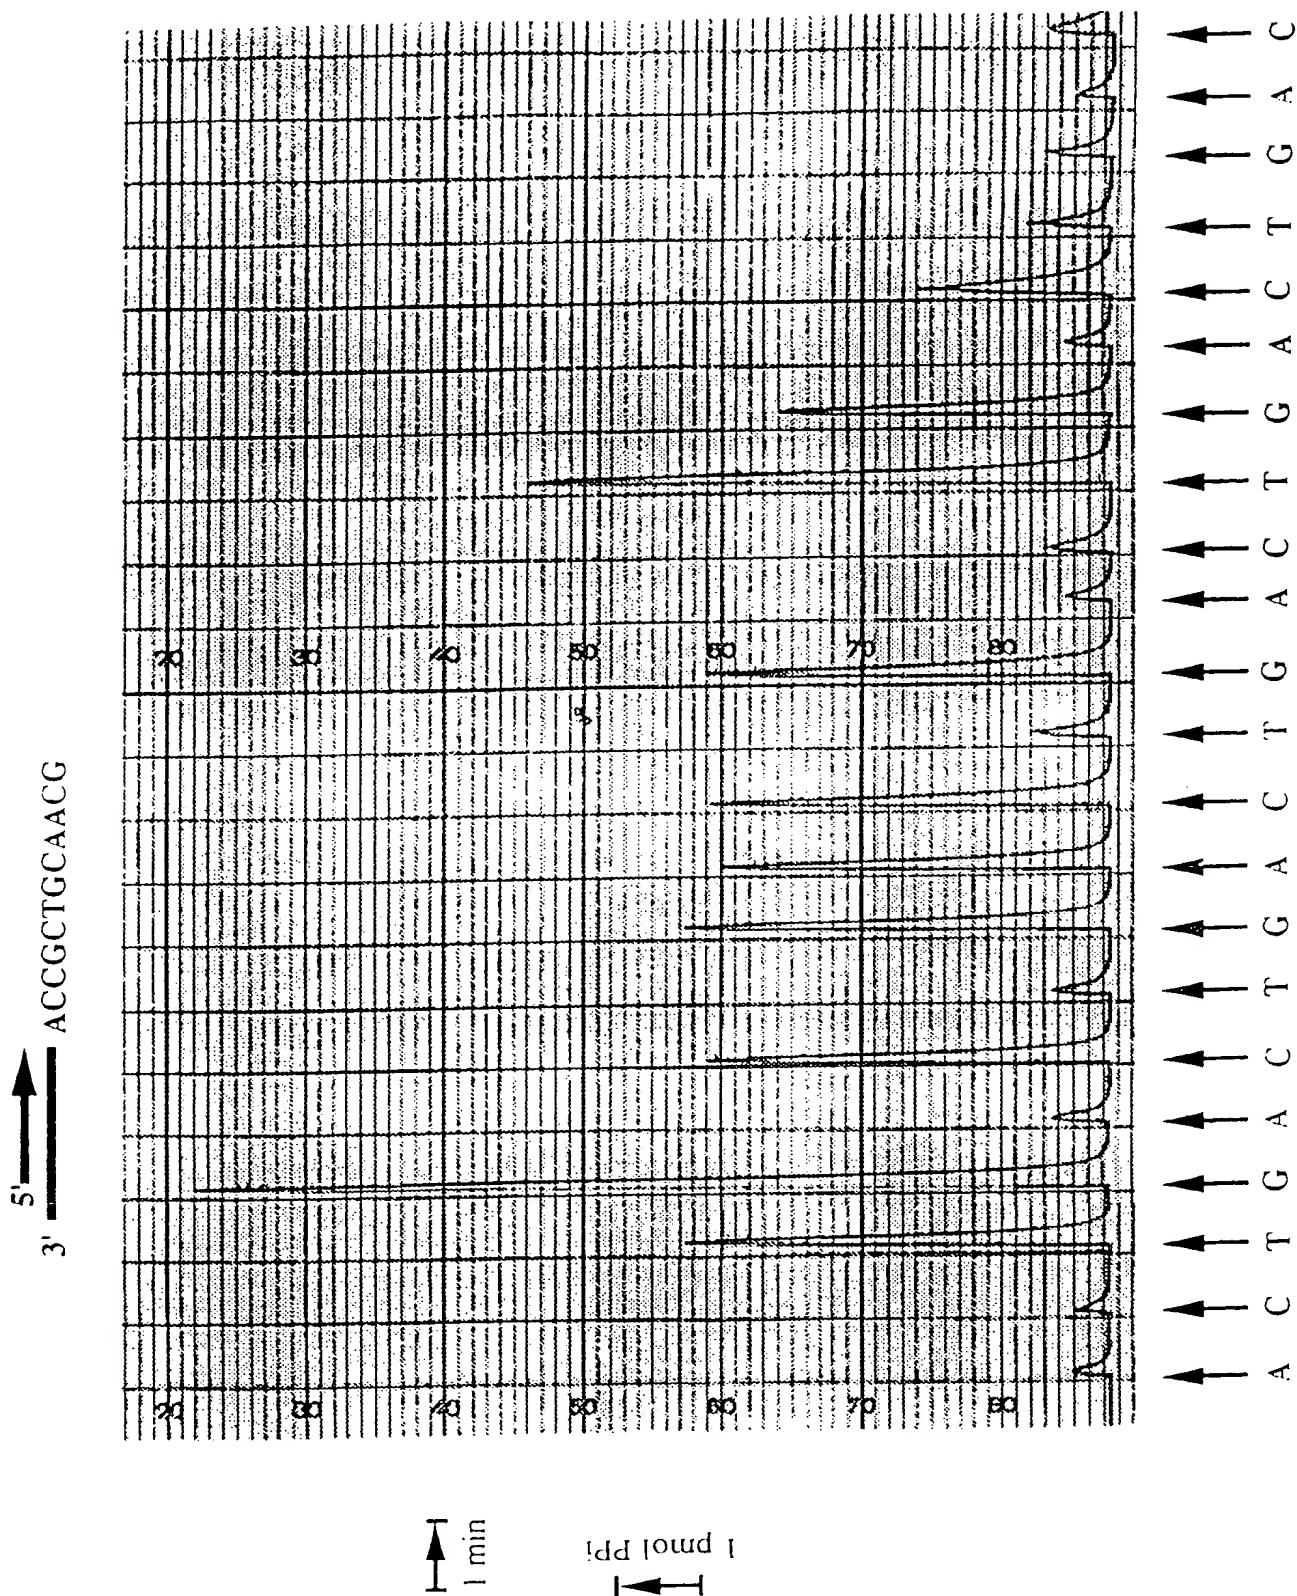 5'
3' ACCGCTGCAACG
20 30 40 50 60 70 80
20 30 40 50 60 70 80
A C T G A C T G A C T G A C T G A C T G A C
1 min
1 pmol PPi